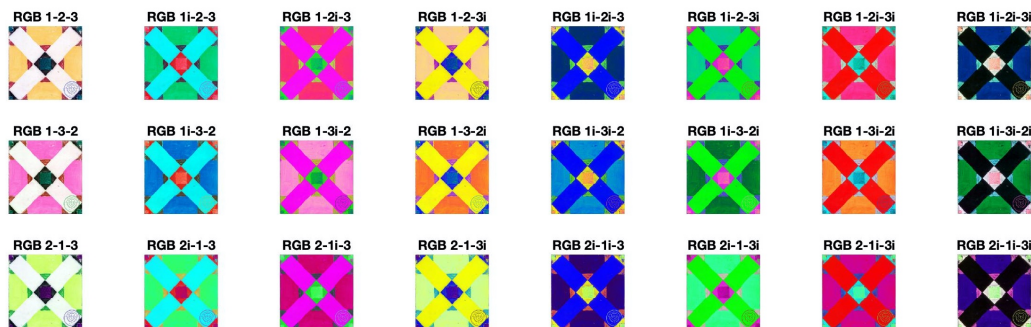 RGB 1-2-3 RGB 1i-2-3 RGB 1-2i-3 RGB 1-2-3i RGB 1i-2i-3 RGB 1i-2-3i RGB 1-2i-3i RGB 1i-2i-3i
RGB 1-3-2 RGB 1i-3-2 RGB 1-3i-2 RGB 1-3-2i RGB 1i-3i-2 RGB 1i-3-2i RGB 1-3i-2i RGB 1i-3i-2i
RGB 2-1-3 RGB 2i-1-3 RGB 2-1i-3 RGB 2-1-3i RGB 2i-1i-3 RGB 2i-1-3i RGB 2-1i-3i RGB 2i-1i-3i